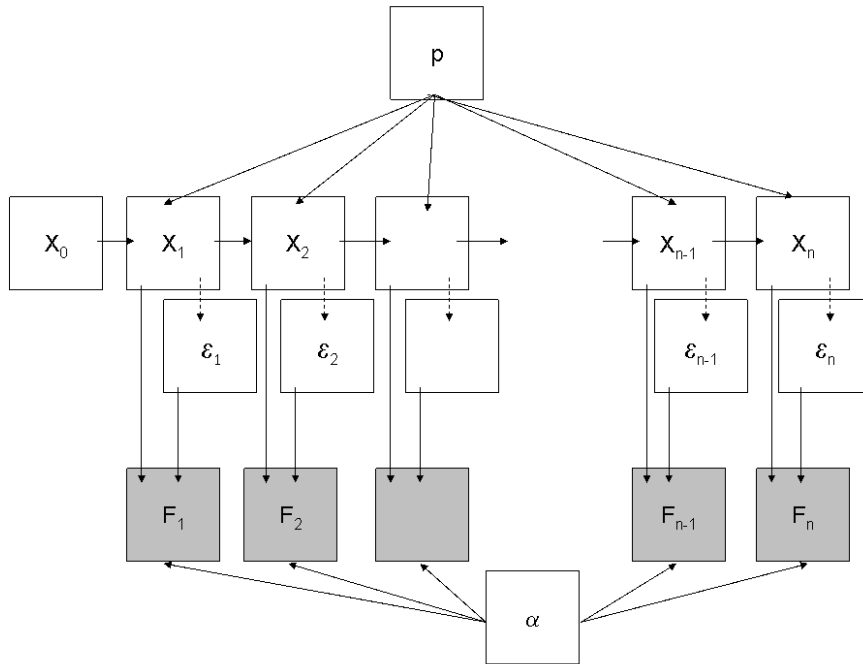 p
X₀ X₁ X₂ Xₙ₋₁ Xₙ
ε₁ ε₂ εₙ₋₁ εₙ
F₁ F₂ Fₙ₋₁ Fₙ
α